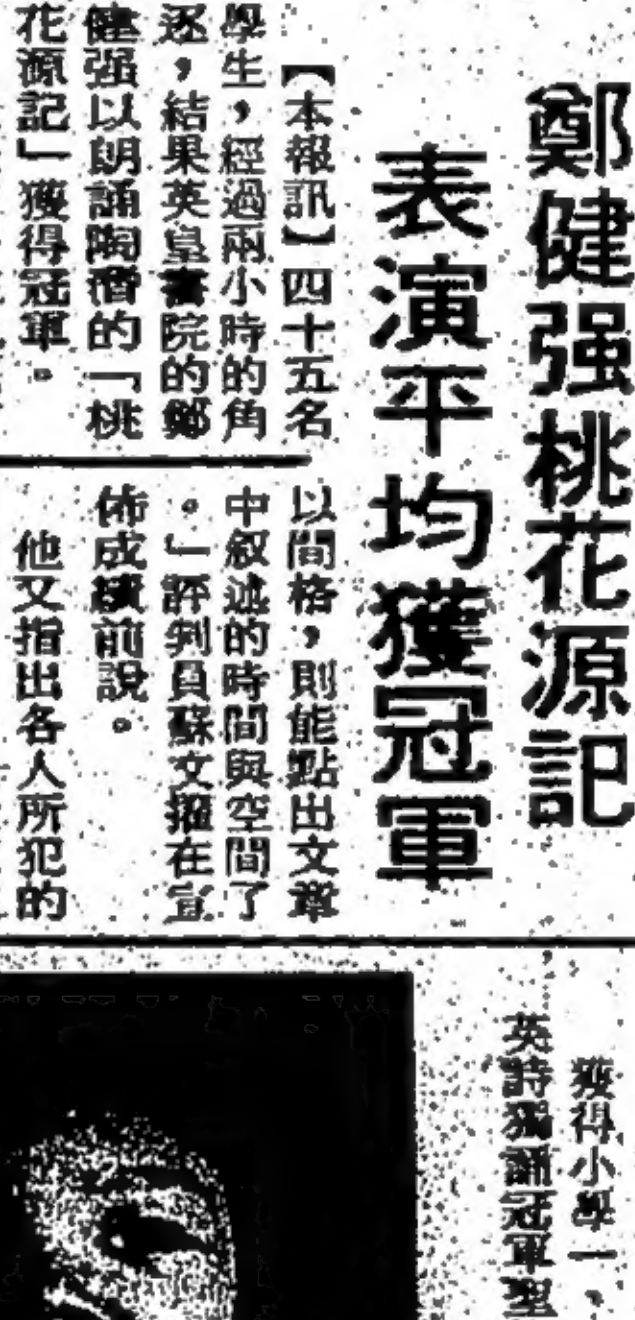 鄭健强桃花源記
表演平均獲冠軍
【本報訊】四十五名
學生，經過兩小時的角
逐，結果英皇書院的鄭
健强以朗誦陶潛的「桃
花源記」獲得冠軍。
以間格，則能點出文章
中叙述的時間與空間了
。」評判員蘇文擢在宣
佈成績前說。
他又指出各人所犯的
獲得小學一、
英詩獨誦冠軍聖